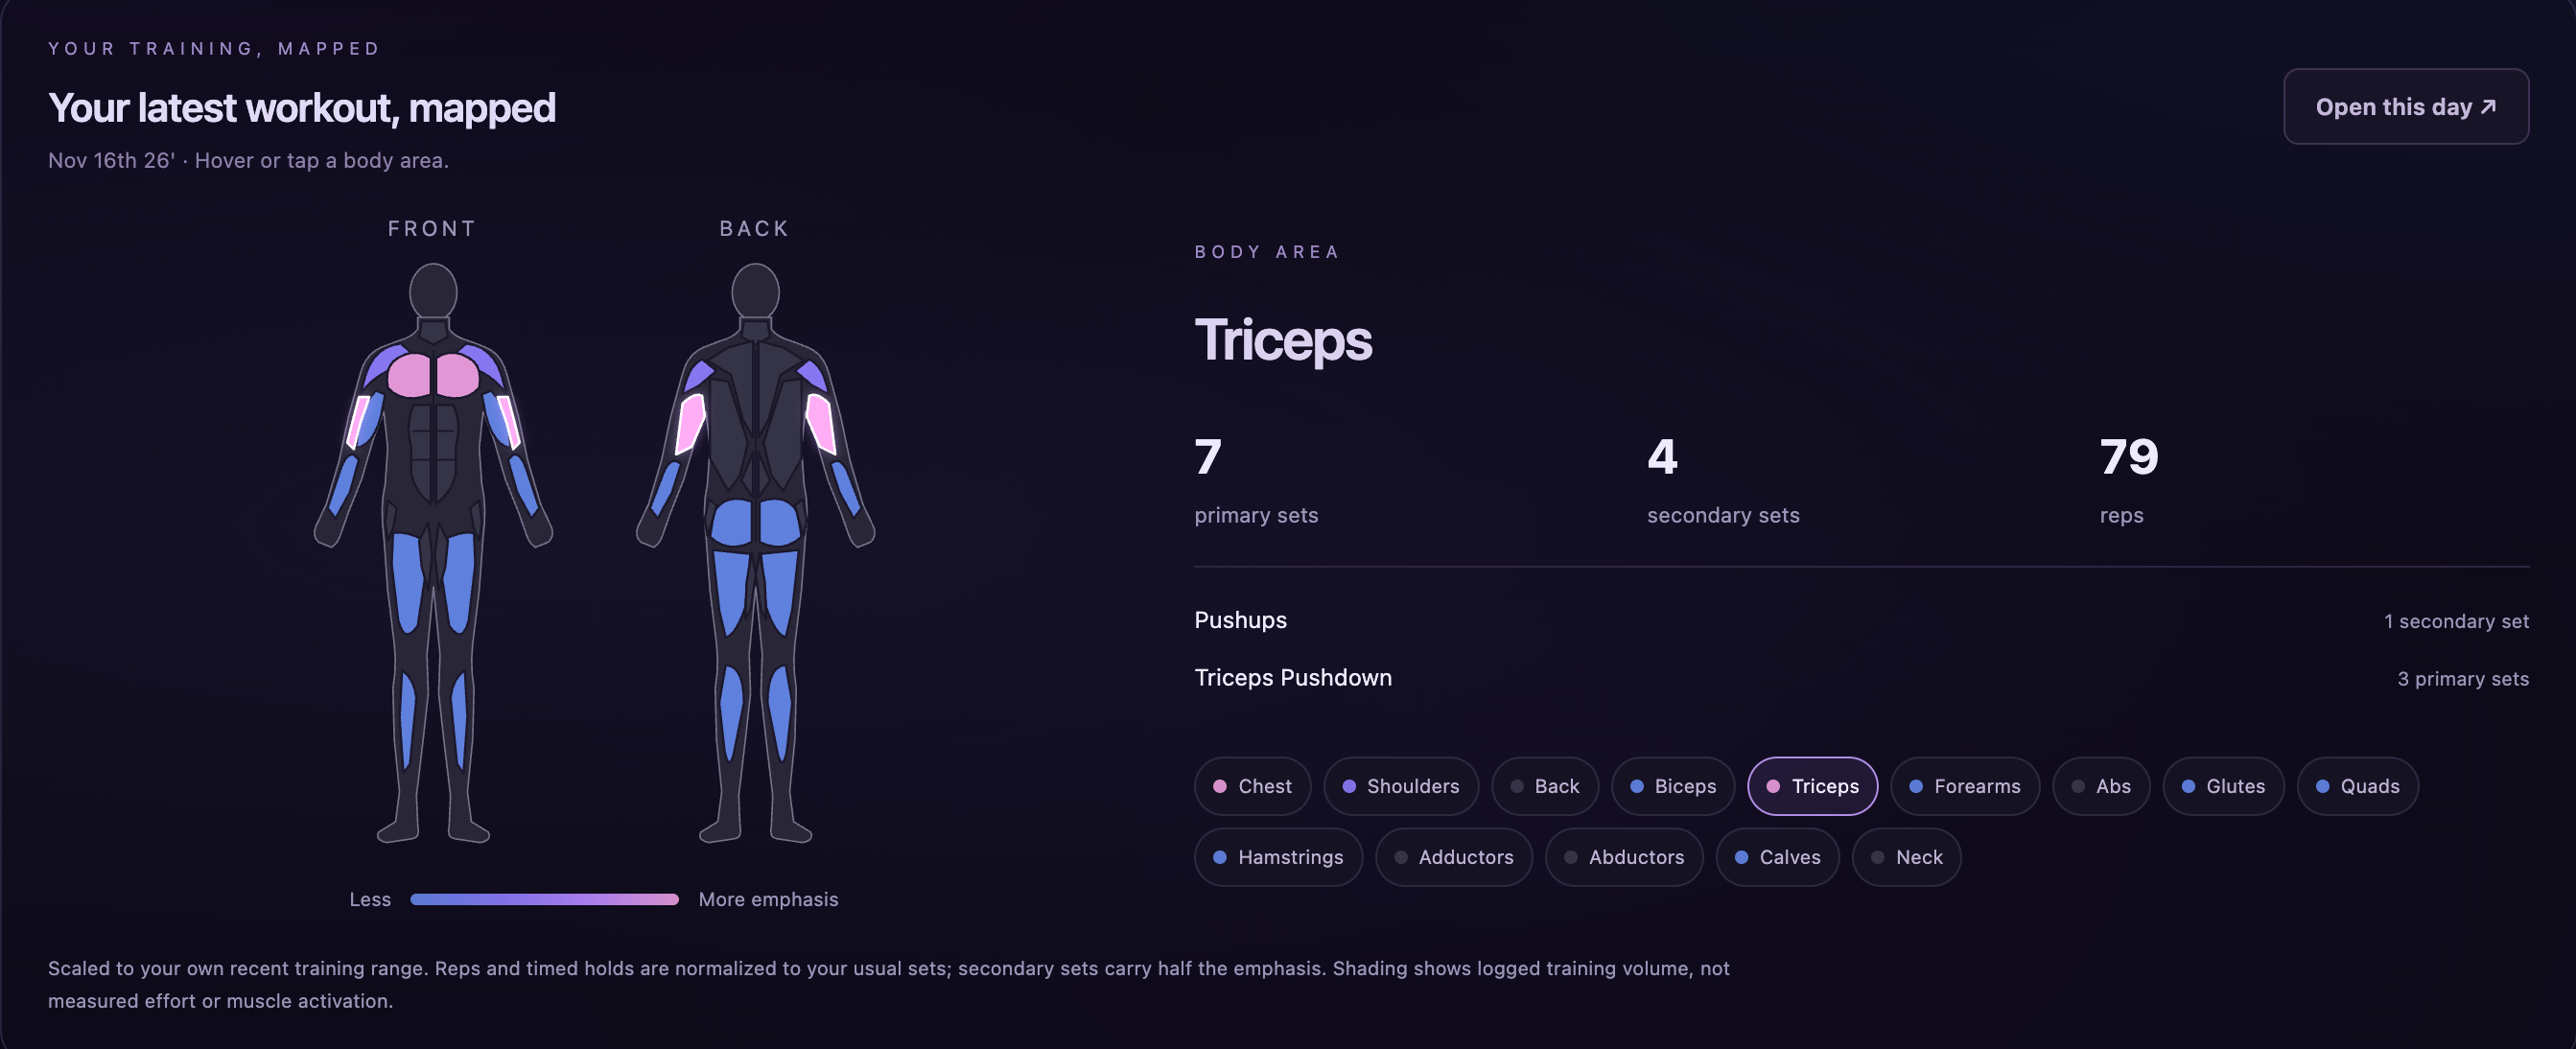 YOUR TRAINING, MAPPED
Your latest workout, mapped
Nov 16th 26' · Hover or tap a body area.
Open this day ↗
FRONT
BACK
Less
More emphasis
BODY AREA
Triceps
7
primary sets
4
secondary sets
79
reps
Pushups
1 secondary set
Triceps Pushdown
3 primary sets
Chest
Shoulders
Back
Biceps
Triceps
Forearms
Abs
Glutes
Quads
Hamstrings
Adductors
Abductors
Calves
Neck
Scaled to your own recent training range. Reps and timed holds are normalized to your usual sets; secondary sets carry half the emphasis. Shading shows logged training volume, not
measured effort or muscle activation.